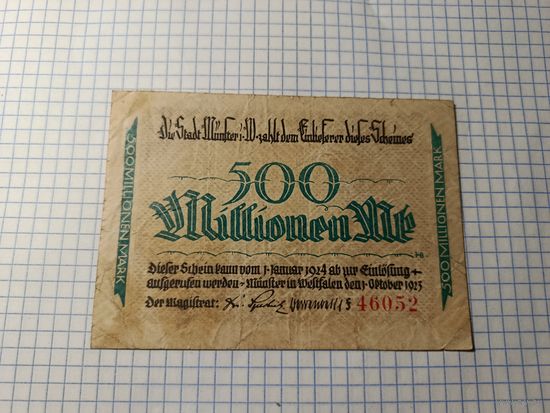 Die Stadt Münster i. W. zahlt dem Einlieferer dieses Scheines
500
Millionen Mk
500 MILLIONEN MARK
500 MILLIONEN MARK
HB
Dieser Schein kann vom 1. Januar 1924 ab zur Einlösung
aufgerufen werden - Münster in Westfalen den 1. Oktober 1923
Der Magistrat:
46052